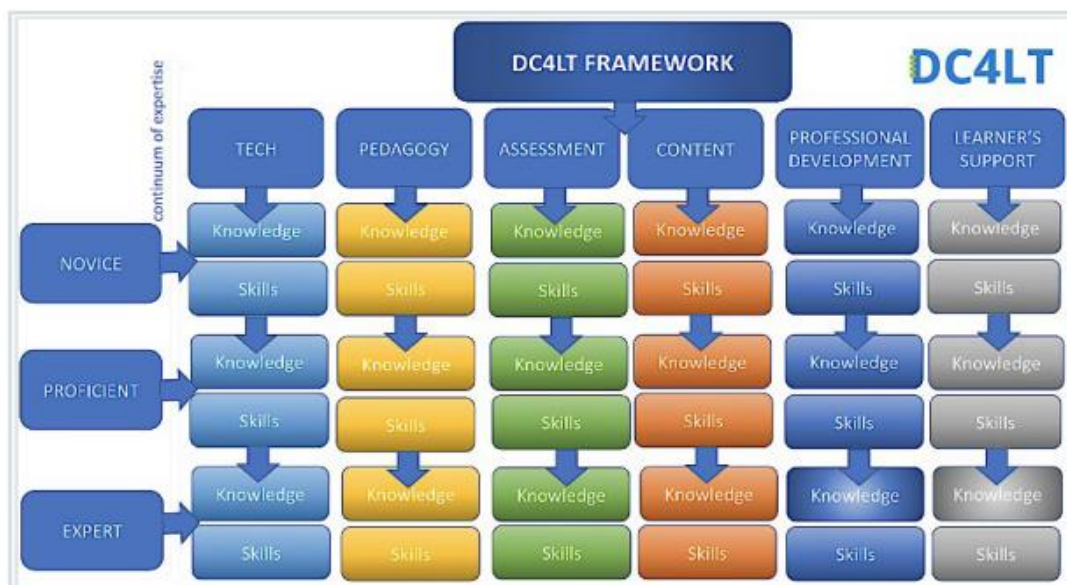 DC4LT FRAMEWORK
DC4LT
continuum of expertise
TECH
PEDAGOGY
ASSESSMENT
CONTENT
PROFESSIONAL
DEVELOPMENT
LEARNER'S
SUPPORT
NOVICE
Knowledge Knowledge Knowledge Knowledge Knowledge Knowledge
Skills Skills Skills Skills Skills Skills
PROFICIENT
Knowledge Knowledge Knowledge Knowledge Knowledge Knowledge
Skills Skills Skills Skills Skills Skills
EXPERT
Knowledge Knowledge Knowledge Knowledge Knowledge Knowledge
Skills Skills Skills Skills Skills Skills